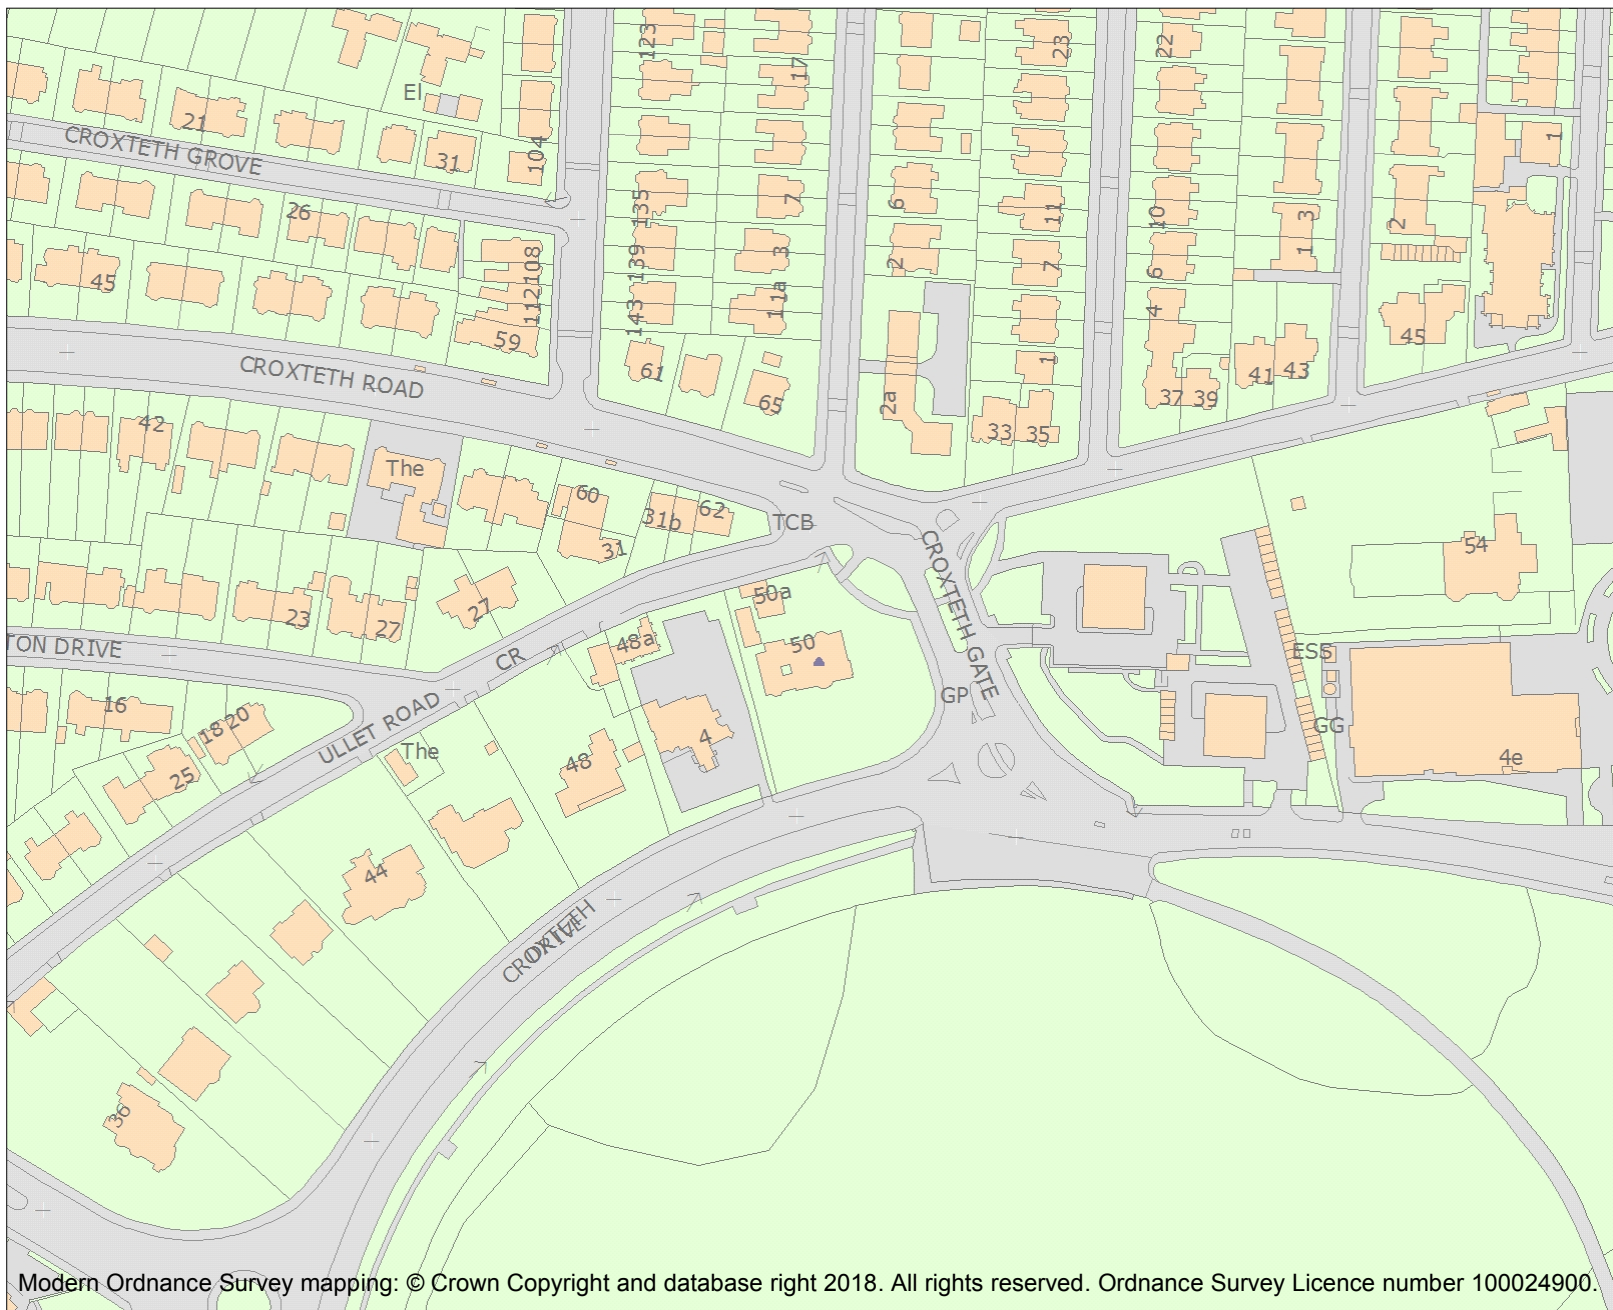 123
17
23
22
EI
21
CROXTETH GROVE
31
104
1
26
135
7
6
11
10
3
2
45
108
139
3
2
7
6
1
112
143
11a
4
59
61
1
45
CROXTETH ROAD
65
2a
41
43
37
39
42
33
35
The
60
31b
62
TCB
31
54
CROXTETH GATE
50a
27
23
27
TON DRIVE
48a
50
ESS
CR
GP
16
18
20
ULLET ROAD
The
4
GG
25
48
4e
44
CROXTETH
DRIVE
36
Modern Ordnance Survey mapping: © Crown Copyright and database right 2018. All rights reserved. Ordnance Survey Licence number 100024900.